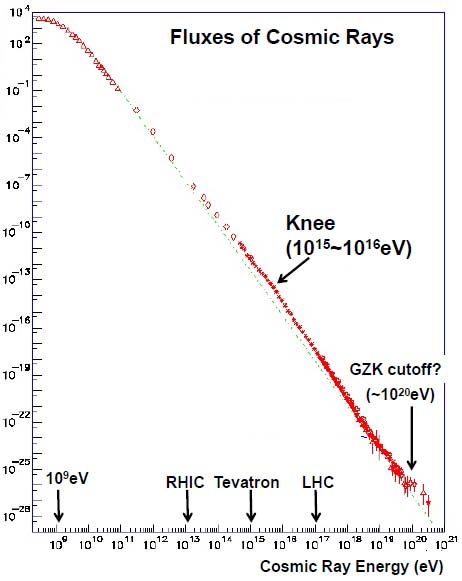 Fluxes of Cosmic Rays
10⁴
10²
10⁻¹
10⁻⁴
10⁻⁷
10⁻¹⁰
10⁻¹³
10⁻¹⁶
10⁻¹⁹
10⁻²²
10⁻²⁵
10⁻²⁸
Knee
(10¹⁵~10¹⁶eV)
GZK cutoff?
(~10²⁰eV)
10⁹eV
RHIC
Tevatron
LHC
10⁹ 10¹⁰ 10¹¹ 10¹² 10¹³ 10¹⁴ 10¹⁵ 10¹⁶ 10¹⁷ 10¹⁸ 10¹⁹ 10²⁰ 10²¹
Cosmic Ray Energy (eV)